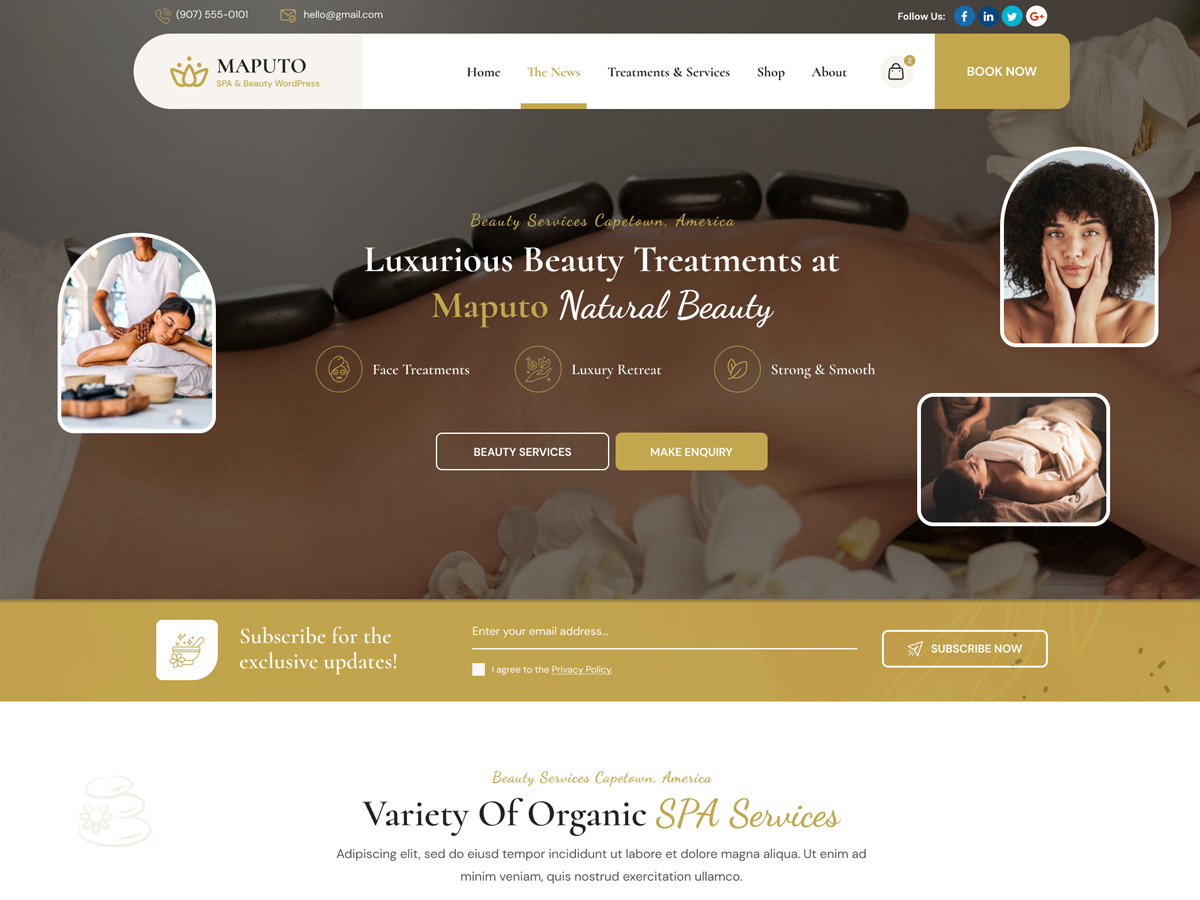 (907) 555-0101
hello@gmail.com
Follow Us:
MAPUTO
SPA & Beauty WordPress
Home
The News
Treatments & Services
Shop
About
2
BOOK NOW
Beauty Services Capetown, America
Luxurious Beauty Treatments at
Maputo Natural Beauty
Face Treatments
Luxury Retreat
Strong & Smooth
BEAUTY SERVICES
MAKE ENQUIRY
Subscribe for the
exclusive updates!
Enter your email address...
I agree to the Privacy Policy.
SUBSCRIBE NOW
Beauty Services Capetown, America
Variety Of Organic SPA Services
Adipiscing elit, sed do eiusd tempor incididunt ut labore et dolore magna aliqua. Ut enim ad
minim veniam, quis nostrud exercitation ullamco.